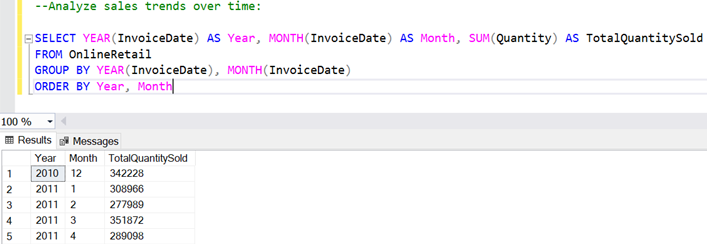 --Analyze sales trends over time:
SELECT YEAR(InvoiceDate) AS Year, MONTH(InvoiceDate) AS Month, SUM(Quantity) AS TotalQuantitySold
FROM OnlineRetail
GROUP BY YEAR(InvoiceDate), MONTH(InvoiceDate)
ORDER BY Year, Month
100 %
Results Messages
Year Month TotalQuantitySold
1 2010 12 342228
2 2011 1 308966
3 2011 2 277989
4 2011 3 351872
5 2011 4 289098